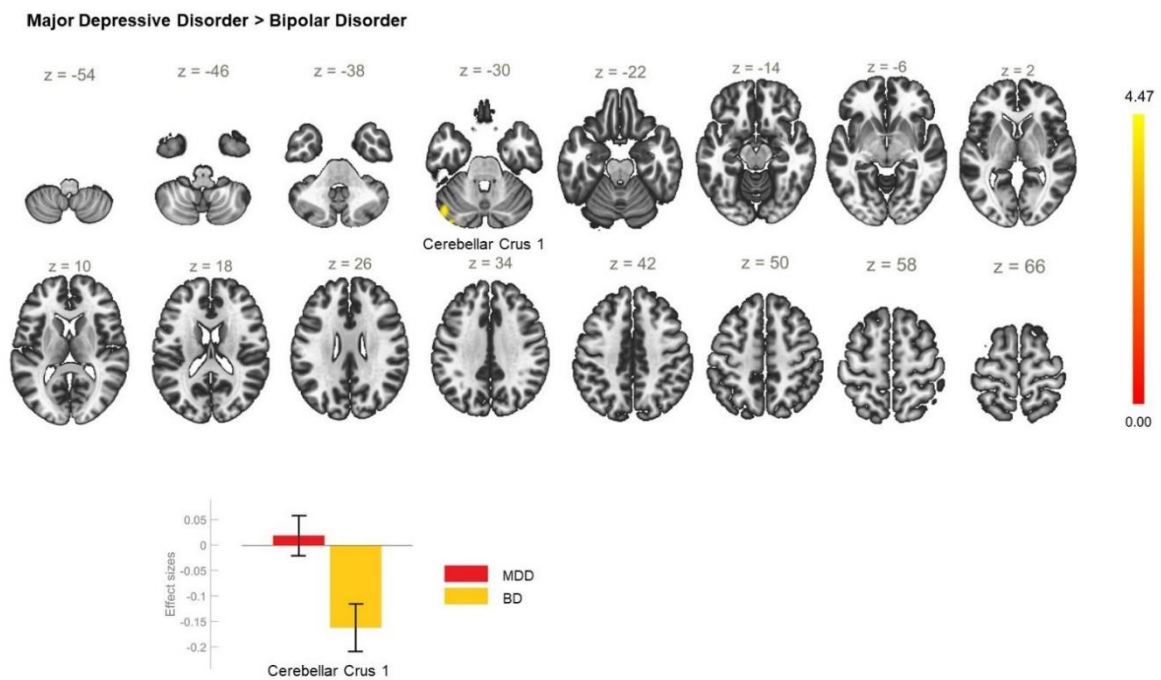 Major Depressive Disorder > Bipolar Disorder
z = -54
z = -46
z = -38
z = -30
z = -22
z = -14
z = -6
z = 2
4.47
Cerebellar Crus 1
z = 10
z = 18
z = 26
z = 34
z = 42
z = 50
z = 58
z = 66
0.00
Effect sizes
0.05
0
-0.05
-0.1
-0.15
-0.2
MDD
BD
Cerebellar Crus 1